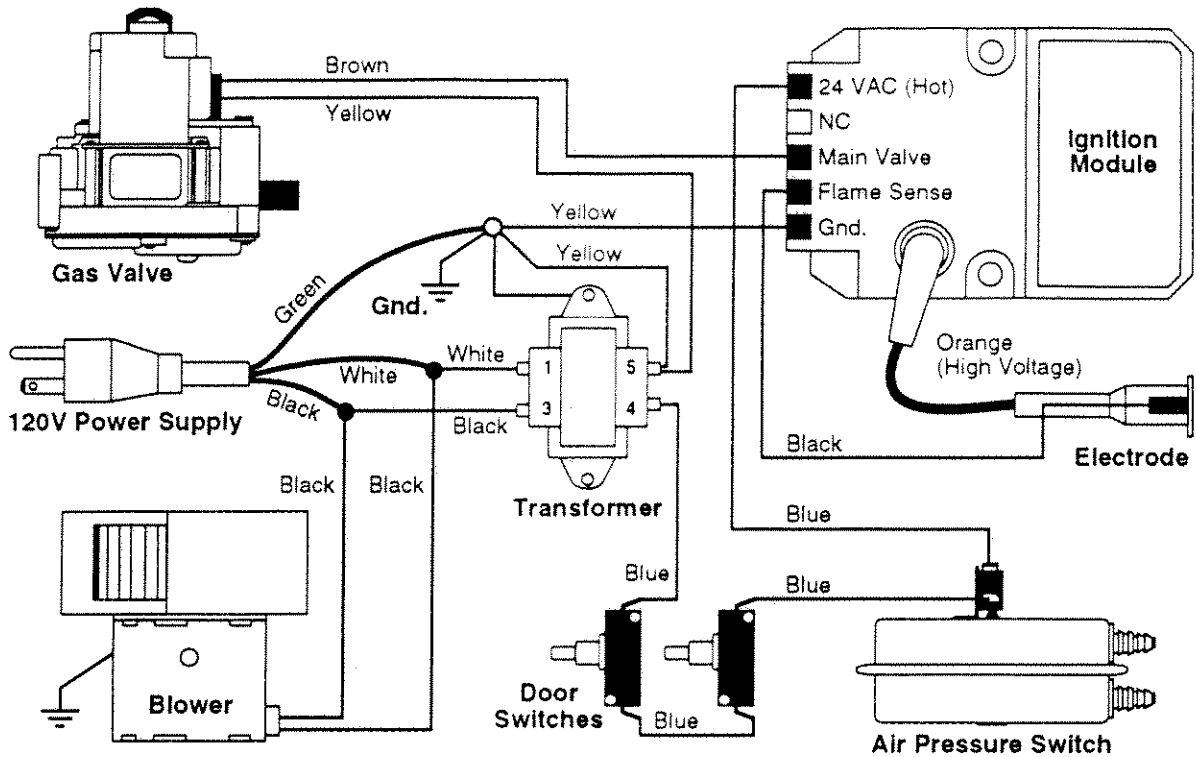 Brown
Yellow
24 VAC (Hot)
NC
Main Valve
Flame Sense
Gnd.
Ignition
Module
Yellow
Yellow
Gas Valve
Green
Gnd.
White
White
Black
Black
1
3
5
4
120V Power Supply
Orange
(High Voltage)
Black
Electrode
Black
Black
Transformer
Blue
Blue
Blue
Blower
Door
Switches
Blue
Air Pressure Switch